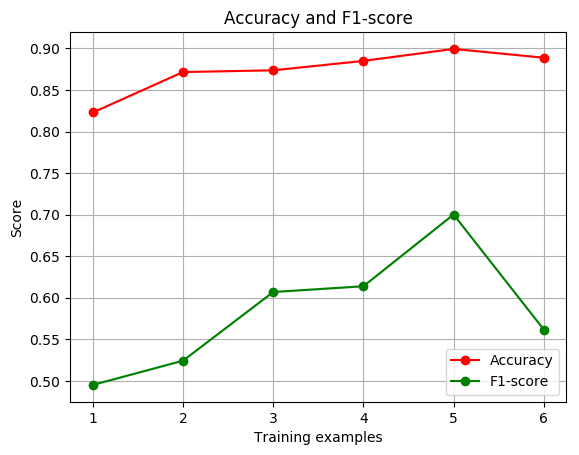 Accuracy and F1-score
0.90
0.85
0.80
0.75
0.70
0.65
0.60
0.55
0.50
Score
Accuracy
F1-score
1 2 3 4 5 6
Training examples